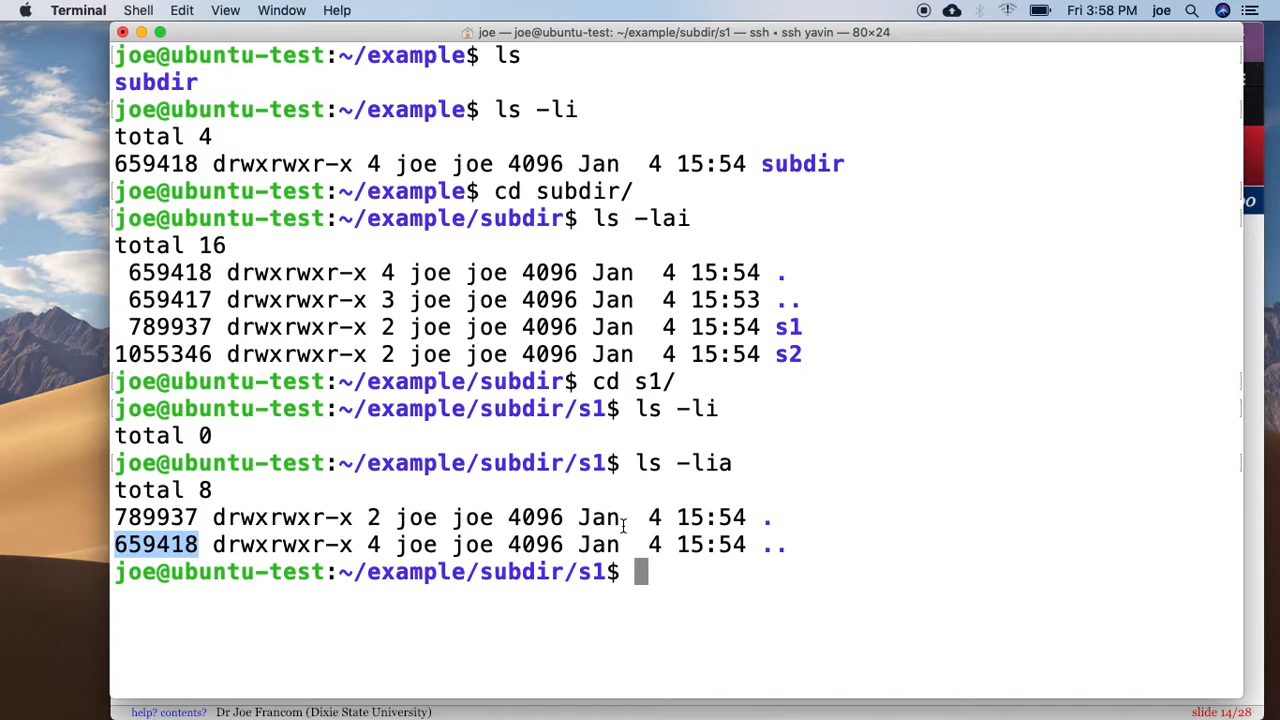 Terminal Shell Edit View Window Help Fri 3:58 PM joe
joe — joe@ubuntu-test: ~/example/subdir/s1 — ssh ◂ ssh yavin — 80×24
joe@ubuntu-test:~/example$ ls
subdir
joe@ubuntu-test:~/example$ ls -li
total 4
659418 drwxrwxr-x 4 joe joe 4096 Jan  4 15:54 subdir
joe@ubuntu-test:~/example$ cd subdir/
joe@ubuntu-test:~/example/subdir$ ls -lai
total 16
 659418 drwxrwxr-x 4 joe joe 4096 Jan  4 15:54 .
 659417 drwxrwxr-x 3 joe joe 4096 Jan  4 15:53 ..
 789937 drwxrwxr-x 2 joe joe 4096 Jan  4 15:54 s1
1055346 drwxrwxr-x 2 joe joe 4096 Jan  4 15:54 s2
joe@ubuntu-test:~/example/subdir$ cd s1/
joe@ubuntu-test:~/example/subdir/s1$ ls -li
total 0
joe@ubuntu-test:~/example/subdir/s1$ ls -lia
total 8
789937 drwxrwxr-x 2 joe joe 4096 Jan  4 15:54 .
659418 drwxrwxr-x 4 joe joe 4096 Jan  4 15:54 ..
joe@ubuntu-test:~/example/subdir/s1$
help? contents? Dr Joe Francom (Dixie State University) slide 14/28